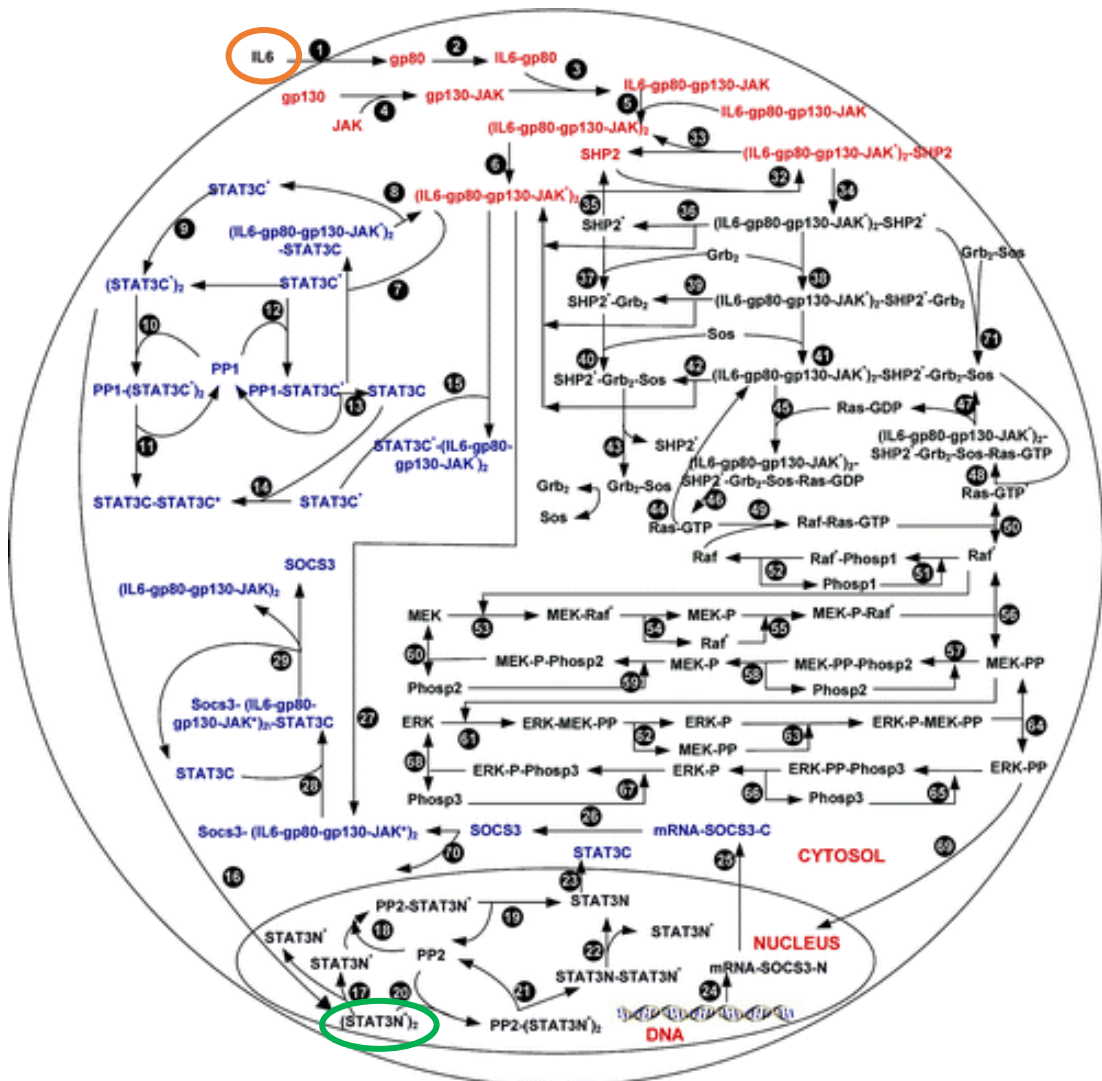 IL6
1
gp80
2
IL6-gp80
3
IL6-gp80-gp130-JAK
gp130
gp130-JAK
4
JAK
5
IL6-gp80-gp130-JAK
(IL6-gp80-gp130-JAK)2
33
SHP2
(IL6-gp80-gp130-JAK*)2-SHP2
6
32
34
STAT3C*
8
(IL6-gp80-gp130-JAK*)2
35
36
SHP2*
(IL6-gp80-gp130-JAK*)2-SHP2*
9
(IL6-gp80-gp130-JAK*)2
-STAT3C
Grb2
Grb2-Sos
(STAT3C*)2
STAT3C*
7
37
38
12
39
SHP2*-Grb2
(IL6-gp80-gp130-JAK*)2-SHP2*-Grb2
10
Sos
71
PP1
40
41
42
PP1-(STAT3C*)2
PP1-STAT3C*
STAT3C
15
SHP2*-Grb2-Sos
(IL6-gp80-gp130-JAK*)2-SHP2*-Grb2-Sos
13
45
Ras-GDP
47
11
STAT3C*-(IL6-gp80-
gp130-JAK*)2
43
SHP2*
(IL6-gp80-gp130-JAK*)2-
SHP2*-Grb2-Sos-Ras-GTP
(IL6-gp80-gp130-JAK*)2-
SHP2*-Grb2-Sos-Ras-GDP
48
STAT3C-STAT3C*
14
STAT3C*
Grb2
Grb2-Sos
46
Ras-GTP*
Sos
44
Ras-GTP
49
Raf-Ras-GTP
50
Raf
Raf*-Phosp1
Raf*
52
51
SOCS3
Phosp1
(IL6-gp80-gp130-JAK)2
MEK
53
MEK-Raf*
54
MEK-P
55
MEK-P-Raf*
56
Raf*
29
60
MEK-P-Phosp2
MEK-P
MEK-PP-Phosp2
57
MEK-PP
59
58
Phosp2
Phosp2
Socs3- (IL6-gp80-
gp130-JAK*)2-STAT3C
27
ERK
61
ERK-MEK-PP
62
ERK-P
63
ERK-P-MEK-PP
64
MEK-PP
STAT3C
28
68
ERK-P-Phosp3
ERK-P
ERK-PP-Phosp3
ERK-PP
67
66
65
Phosp3
Phosp3
Socs3- (IL6-gp80-gp130-JAK*)2
SOCS3
26
mRNA-SOCS3-C
70
STAT3C
25
CYTOSOL
69
16
23
PP2-STAT3N*
STAT3N
19
STAT3N*
18
22
STAT3N*
NUCLEUS
PP2
STAT3N*
STAT3N-STAT3N*
mRNA-SOCS3-N
17
20
21
24
(STAT3N*)2
PP2-(STAT3N*)2
DNA